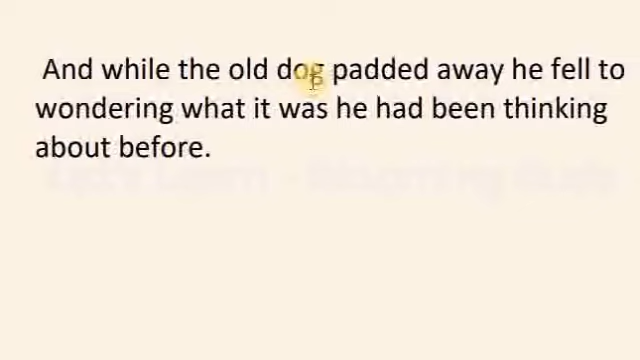 And while the old dog padded away he fell to
wondering what it was he had been thinking
about before.